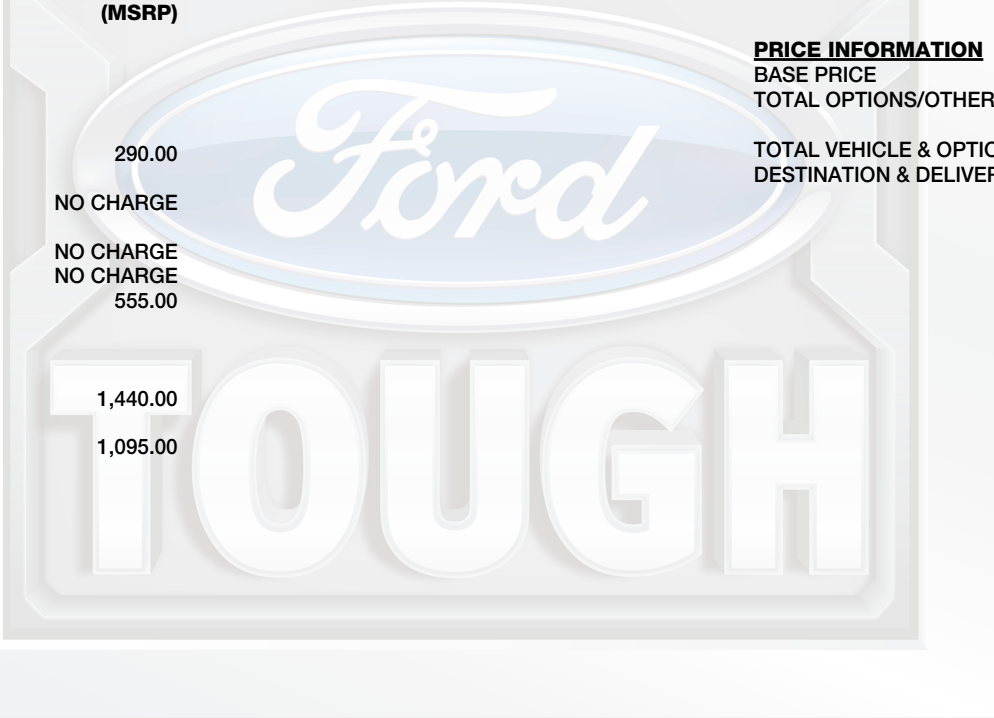 (MSRP)
290.00
NO CHARGE
NO CHARGE
NO CHARGE
555.00
1,440.00
1,095.00
PRICE INFORMATION
BASE PRICE
TOTAL OPTIONS/OTHER
TOTAL VEHICLE & OPTIO
DESTINATION & DELIVER
Ford
TOUGH